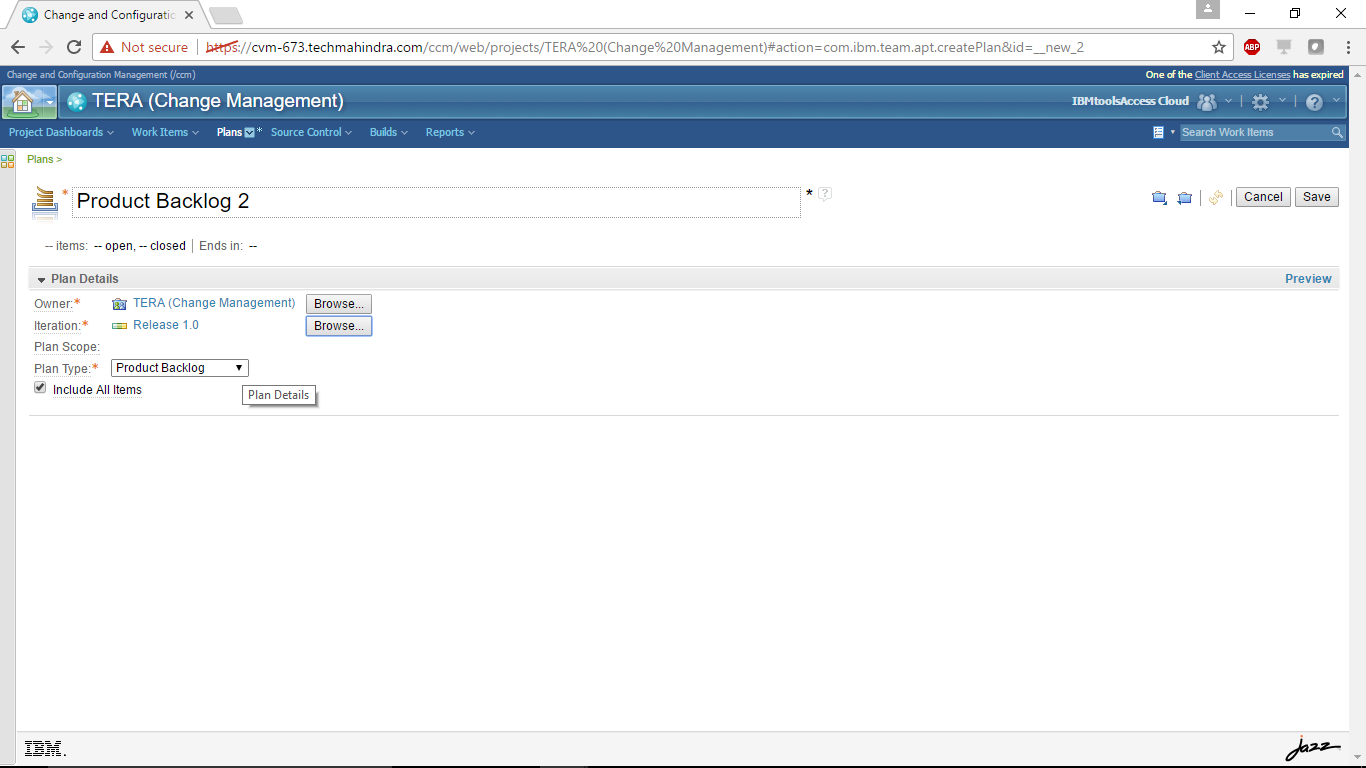 Change and Configuratio
Not secure https://cvm-673.techmahindra.com/ccm/web/projects/TERA%20(Change%20Management)#action=com.ibm.team.apt.createPlan&id=__new_2
ABP
Change and Configuration Management (/ccm) One of the Client Access Licenses has expired
TERA (Change Management) IBMtoolsAccess Cloud
Project Dashboards Work Items Plans * Source Control Builds Reports Search Work Items
Plans >
* Product Backlog 2 * ? Cancel Save
-- items: -- open, -- closed Ends in: --
Plan Details Preview
Owner:* TERA (Change Management) Browse...
Iteration:* Release 1.0 Browse...
Plan Scope:
Plan Type:* Product Backlog
Include All Items
Plan Details
IBM. jazz